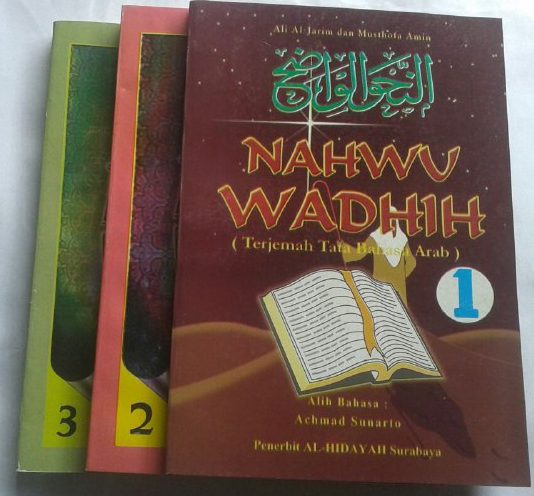 Ali Al-Jarim dan Musthofa Amin
النحو الواضح
NAHWU
WADHIH
( Terjemah Tata Bahasa Arab )
1
Alih Bahasa :
Achmad Sunarto
Penerbit AL-HIDAYAH Surabaya
2
3